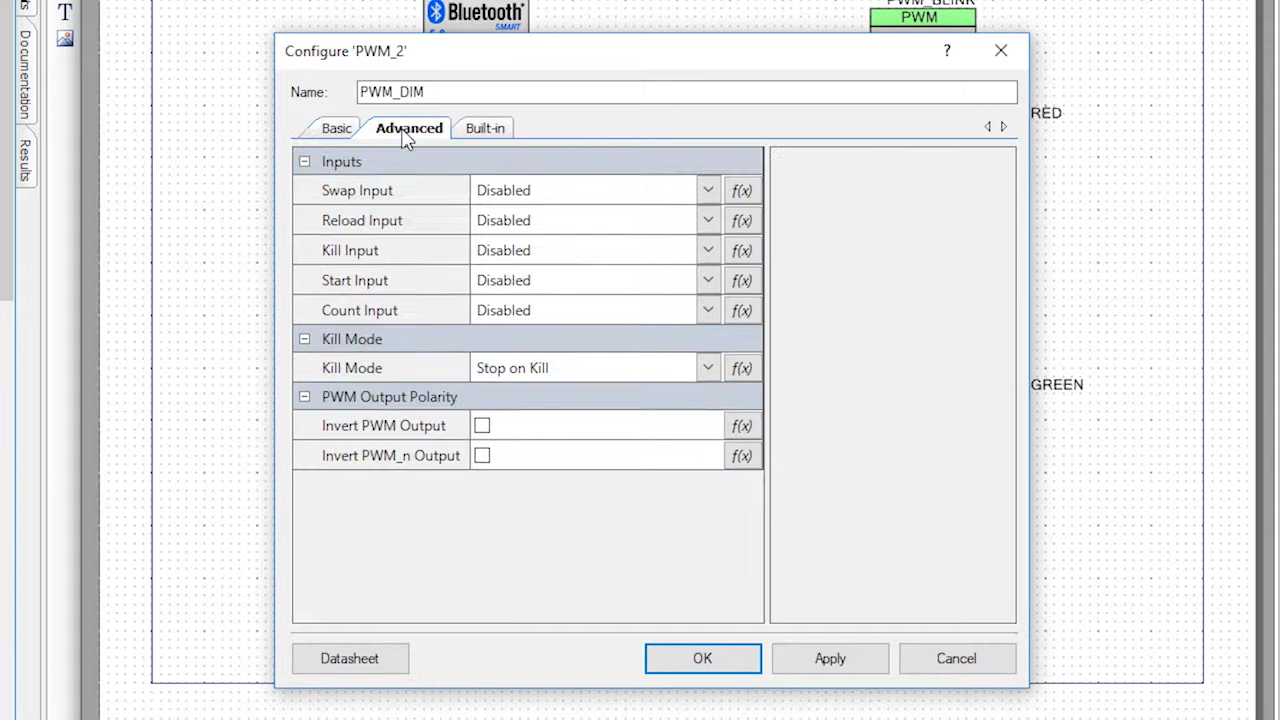 T
Bluetooth
SMART
PWM_BLINK
PWM
Configure 'PWM_2'
?
Name:
PWM_DIM
Basic
Advanced
Built-in
Documentation
Results
RED
Inputs
Swap Input Disabled f(x)
Reload Input Disabled f(x)
Kill Input Disabled f(x)
Start Input Disabled f(x)
Count Input Disabled f(x)
Kill Mode
Kill Mode Stop on Kill f(x)
GREEN
PWM Output Polarity
Invert PWM Output f(x)
Invert PWM_n Output f(x)
Datasheet
OK
Apply
Cancel